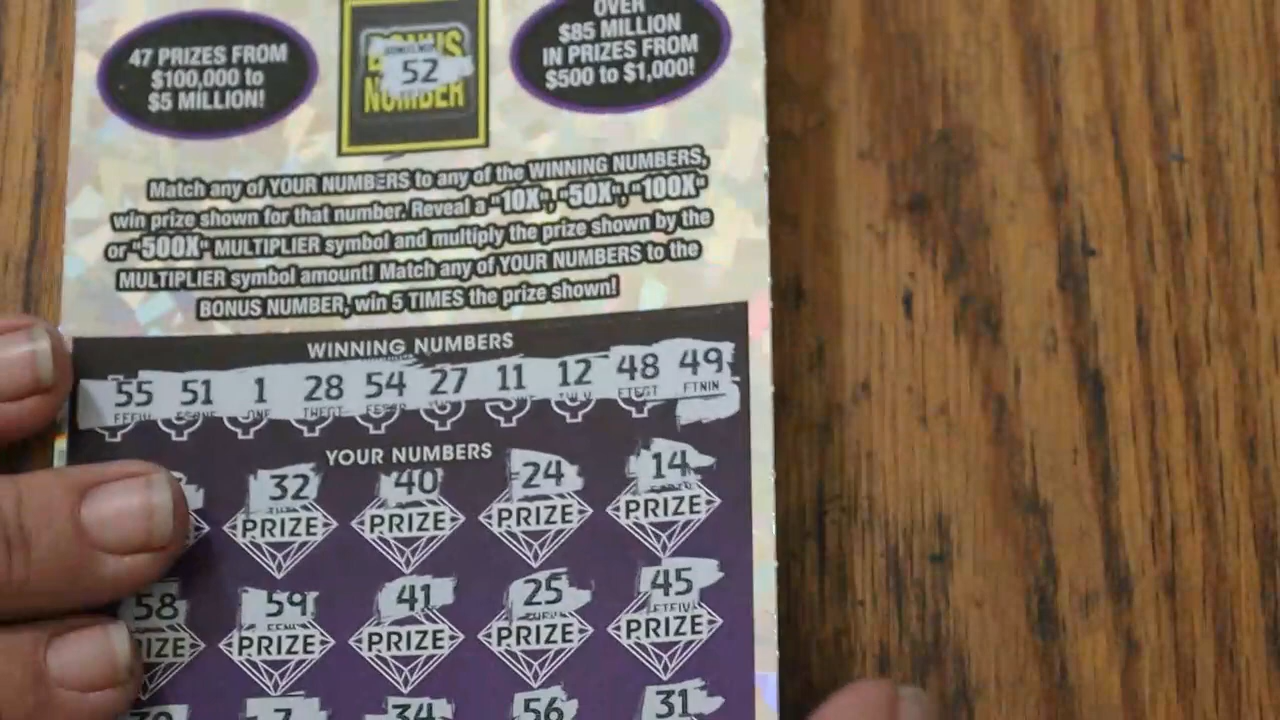 47 PRIZES FROM
$100,000 to
$5 MILLION!
BONUS
52
NUMBER
OVER
$85 MILLION
IN PRIZES FROM
$500 to $1,000!
Match any of YOUR NUMBERS to any of the WINNING NUMBERS,
win prize shown for that number. Reveal a "10X", "50X", "100X"
or "500X" MULTIPLIER symbol and multiply the prize shown by the
MULTIPLIER symbol amount! Match any of YOUR NUMBERS to the
BONUS NUMBER, win 5 TIMES the prize shown!
WINNING NUMBERS
55 51 1 28 54 27 11 12 48 49
ONE FTEGT FTNIN
YOUR NUMBERS
32 40 24 14
PRIZE PRIZE PRIZE PRIZE
58 59 41 25 45
PRIZE PRIZE PRIZE PRIZE
7 34 56 31